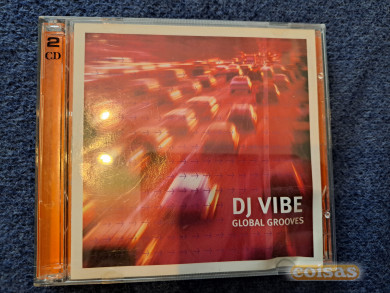 2
CD
DJ VIBE
GLOBAL GROOVES
coisas